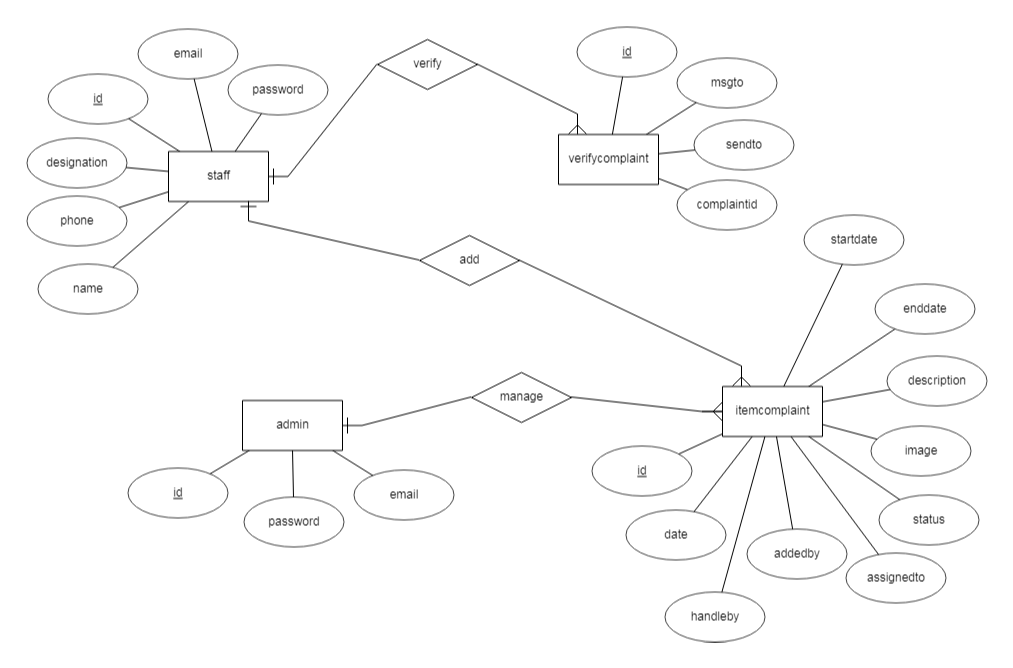 email
id
password
designation
staff
phone
name
verify
id
msgto
verifycomplaint
sendto
complaintid
add
startdate
enddate
description
manage
itemcomplaint
admin
image
id
id
email
password
status
date
addedby
assignedto
handleby